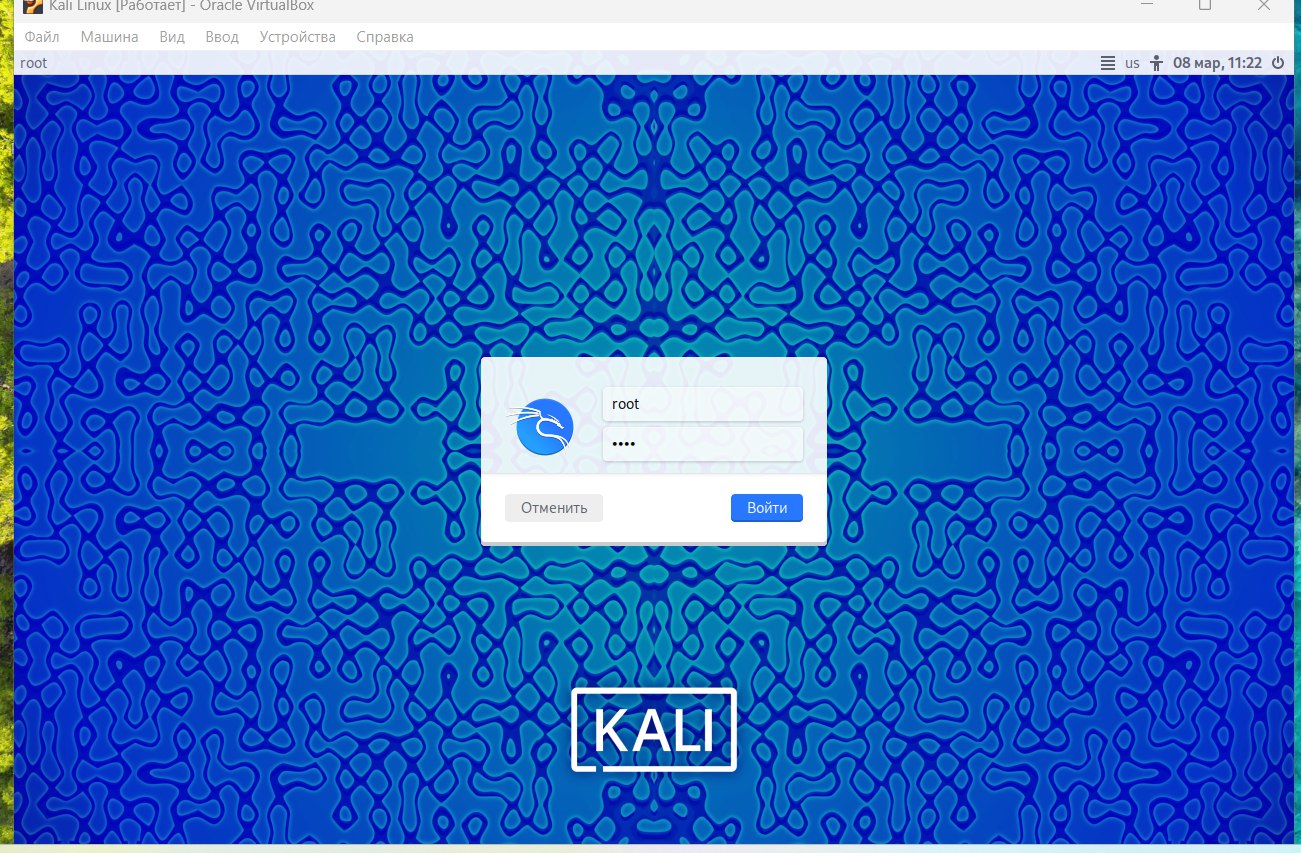 Kali Linux [Работает] - Oracle VirtualBox
Файл Машина Вид Ввод Устройства Справка
root us 08 мар, 11:22
root
••••
Отменить Войти
KALI